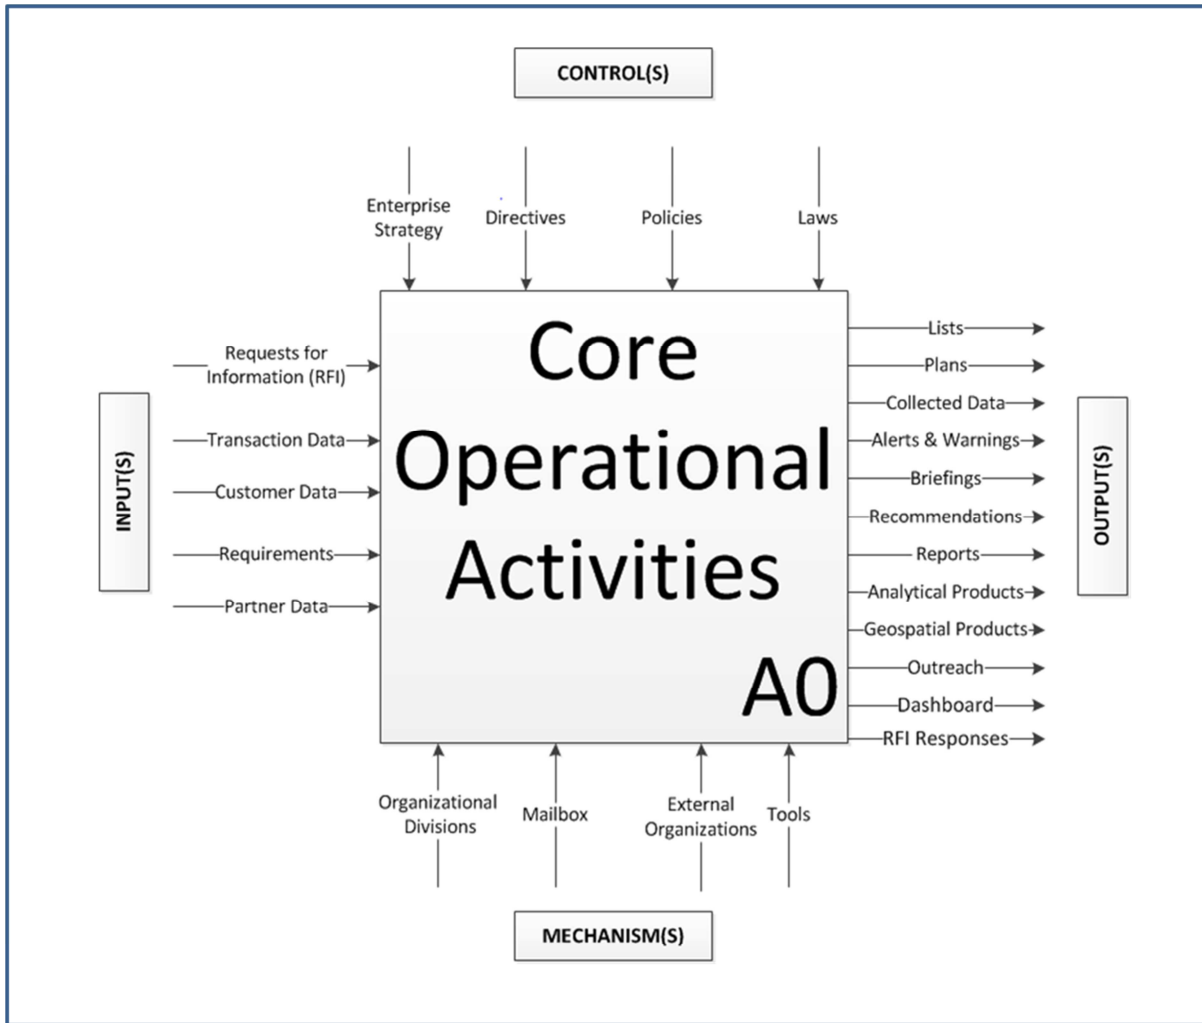 CONTROL(S)
Enterprise
Strategy
Directives
Policies
Laws
INPUT(S)
Requests for
Information (RFI)
Transaction Data
Customer Data
Requirements
Partner Data
Core
Operational
Activities
A0
Lists
Plans
Collected Data
Alerts & Warnings
Briefings
Recommendations
Reports
Analytical Products
Geospatial Products
Outreach
Dashboard
RFI Responses
OUTPUT(S)
Organizational
Divisions
Mailbox
External
Organizations
Tools
MECHANISM(S)